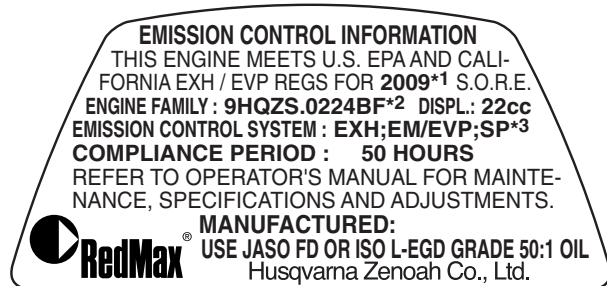 EMISSION CONTROL INFORMATION
THIS ENGINE MEETS U.S. EPA AND CALI-
FORNIA EXH / EVP REGS FOR 2009*1 S.O.R.E.
ENGINE FAMILY : 9HQZS.0224BF*2 DISPL.: 22cc
EMISSION CONTROL SYSTEM : EXH;EM/EVP;SP*3
COMPLIANCE PERIOD : 50 HOURS
REFER TO OPERATOR'S MANUAL FOR MAINTE-
NANCE, SPECIFICATIONS AND ADJUSTMENTS.
MANUFACTURED:
RedMax® USE JASO FD OR ISO L-EGD GRADE 50:1 OIL
Husqvarna Zenoah Co., Ltd.